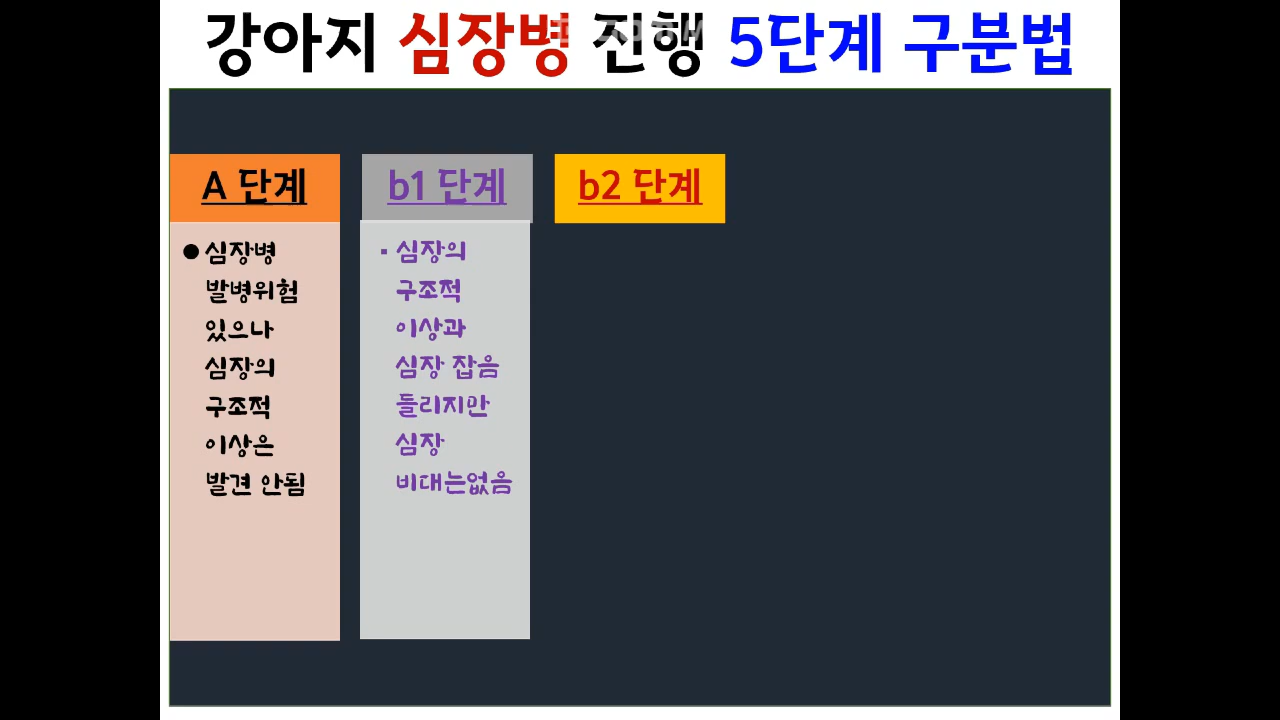 강아지 심장병 진행 5단계 구분법
A 단계
● 심장병
발병위험
있으나
심장의
구조적
이상은
발견 안됨
b1 단계
▪ 심장의
구조적
이상과
심장 잡음
들리지만
심장
비대는없음
b2 단계